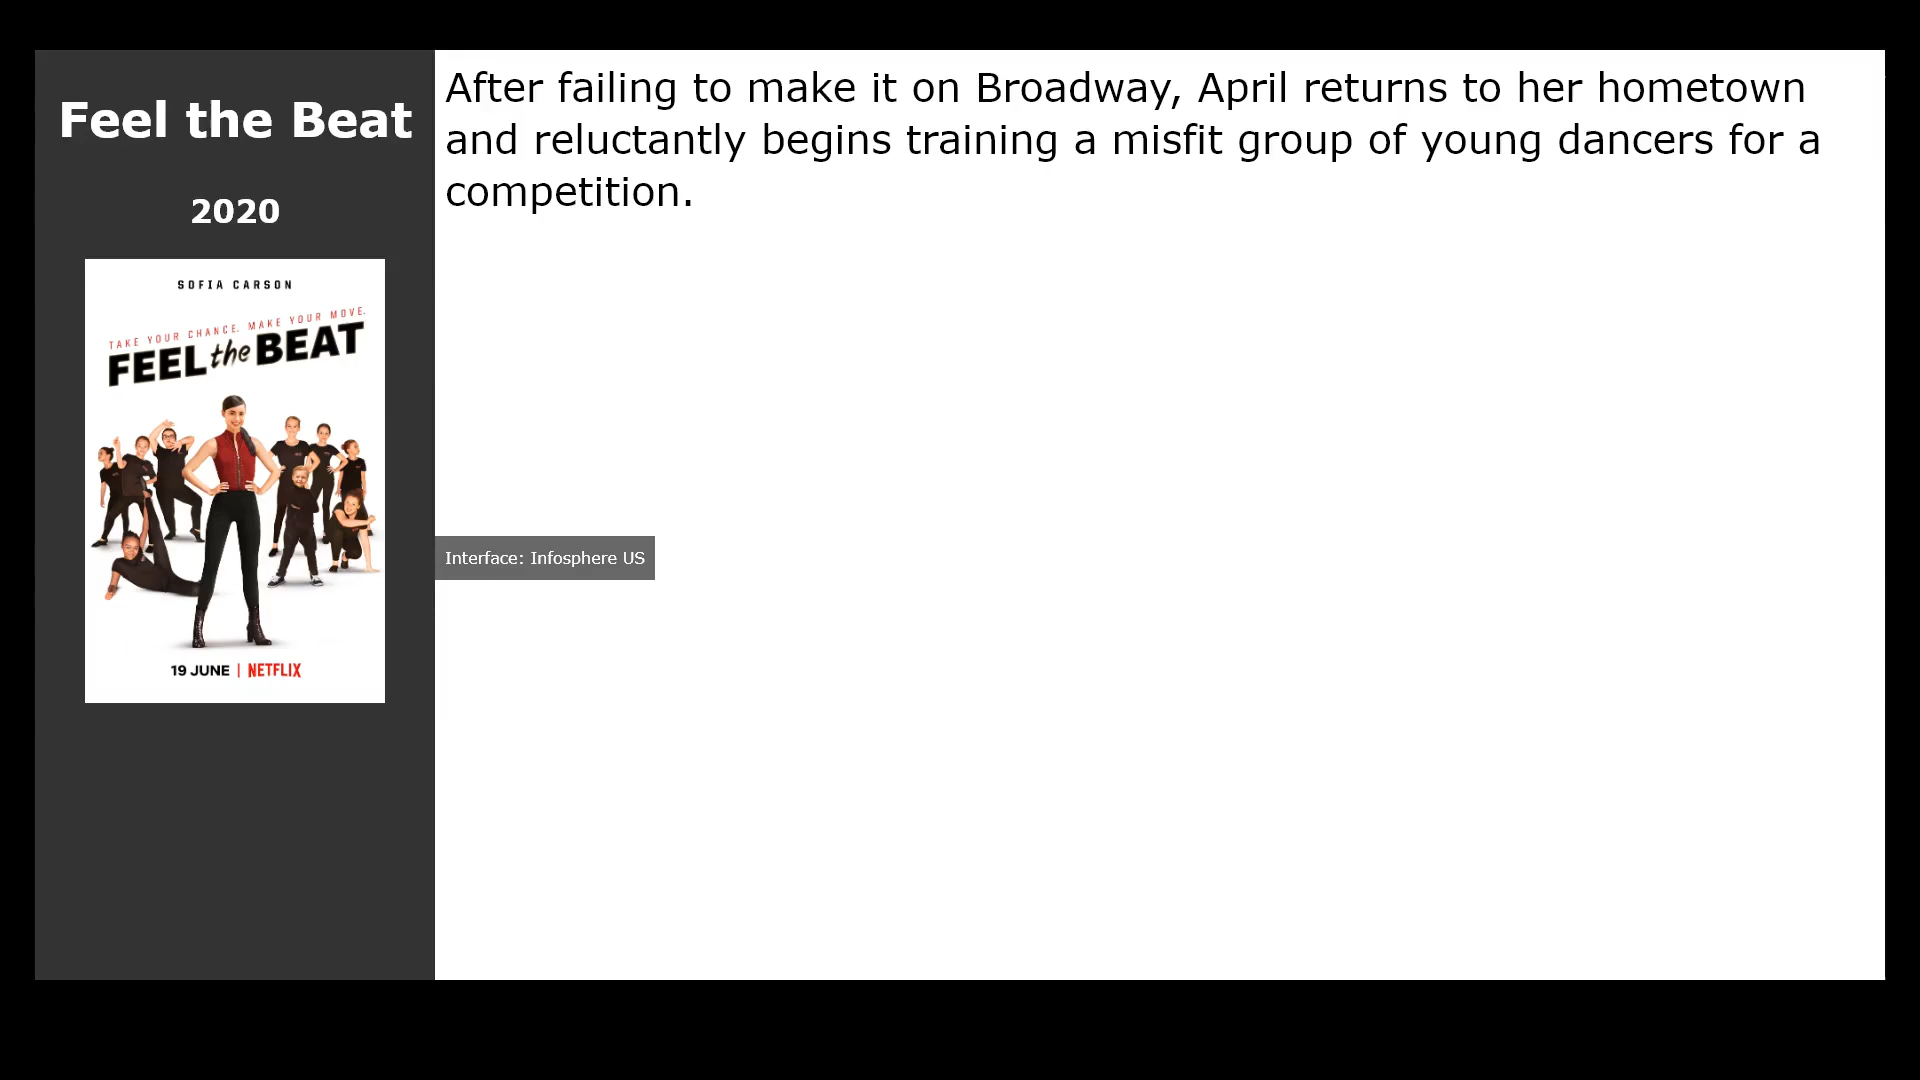 Feel the Beat
2020
SOFIA CARSON
TAKE YOUR CHANCE. MAKE YOUR MOVE.
FEEL the BEAT
19 JUNE | NETFLIX
After failing to make it on Broadway, April returns to her hometown
and reluctantly begins training a misfit group of young dancers for a
competition.
Interface: Infosphere US